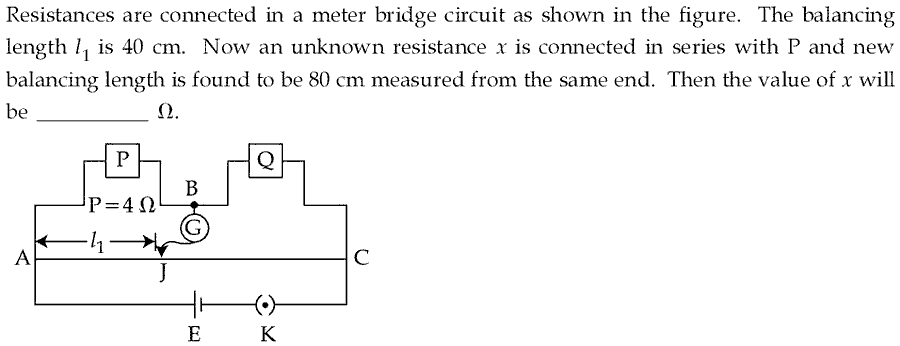 Resistances are connected in a meter bridge circuit as shown in the figure. The balancing
length l₁ is 40 cm. Now an unknown resistance x is connected in series with P and new
balancing length is found to be 80 cm measured from the same end. Then the value of x will
be __________ Ω.
P Q
B
P=4 Ω
G
l₁
A C
J
E K